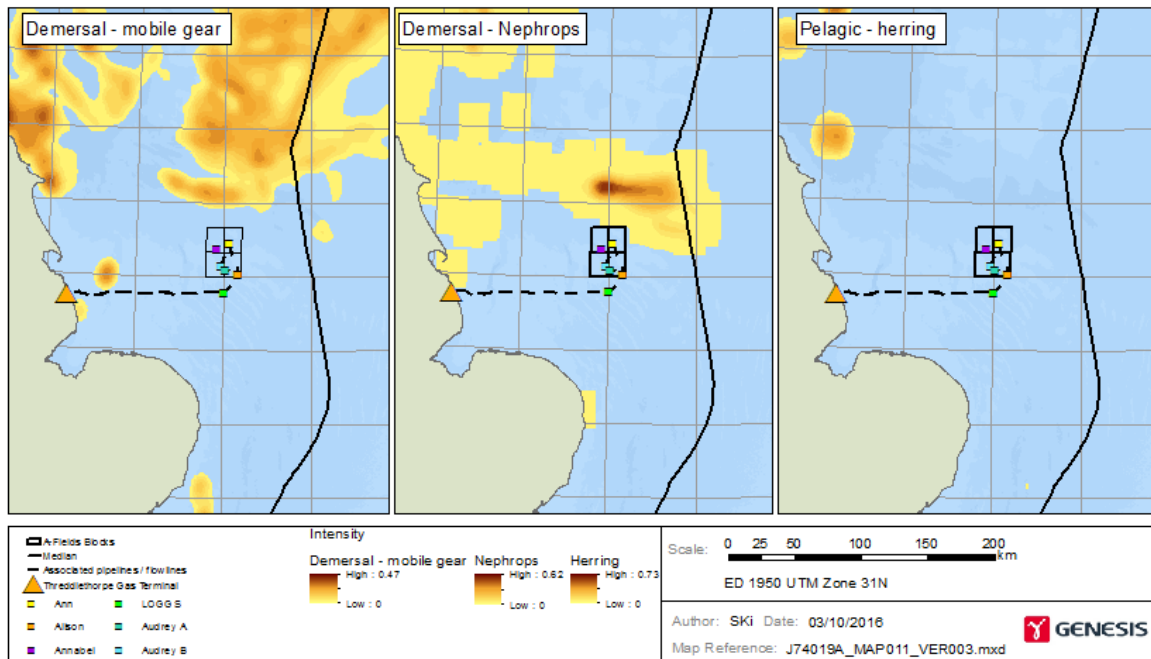 Demersal - mobile gear
Demersal - Nephrops
Pelagic - herring
A-Fields Blocks
Median
Associated pipelines / flowlines
Threddlethorpe Gas Terminal
Ann
LOGGS
Alison
Audrey A
Annabel
Audrey B
Intensity
Demersal - mobile gear
High : 0.47
Low : 0
Nephrops
High : 0.62
Low : 0
Herring
High : 0.73
Low : 0
Scale: 0 25 50 100 150 200
km
ED 1950 UTM Zone 31N
Author: SKi Date: 03/10/2016
Map Reference: J74019A_MAP011_VER003.mxd
GENESIS